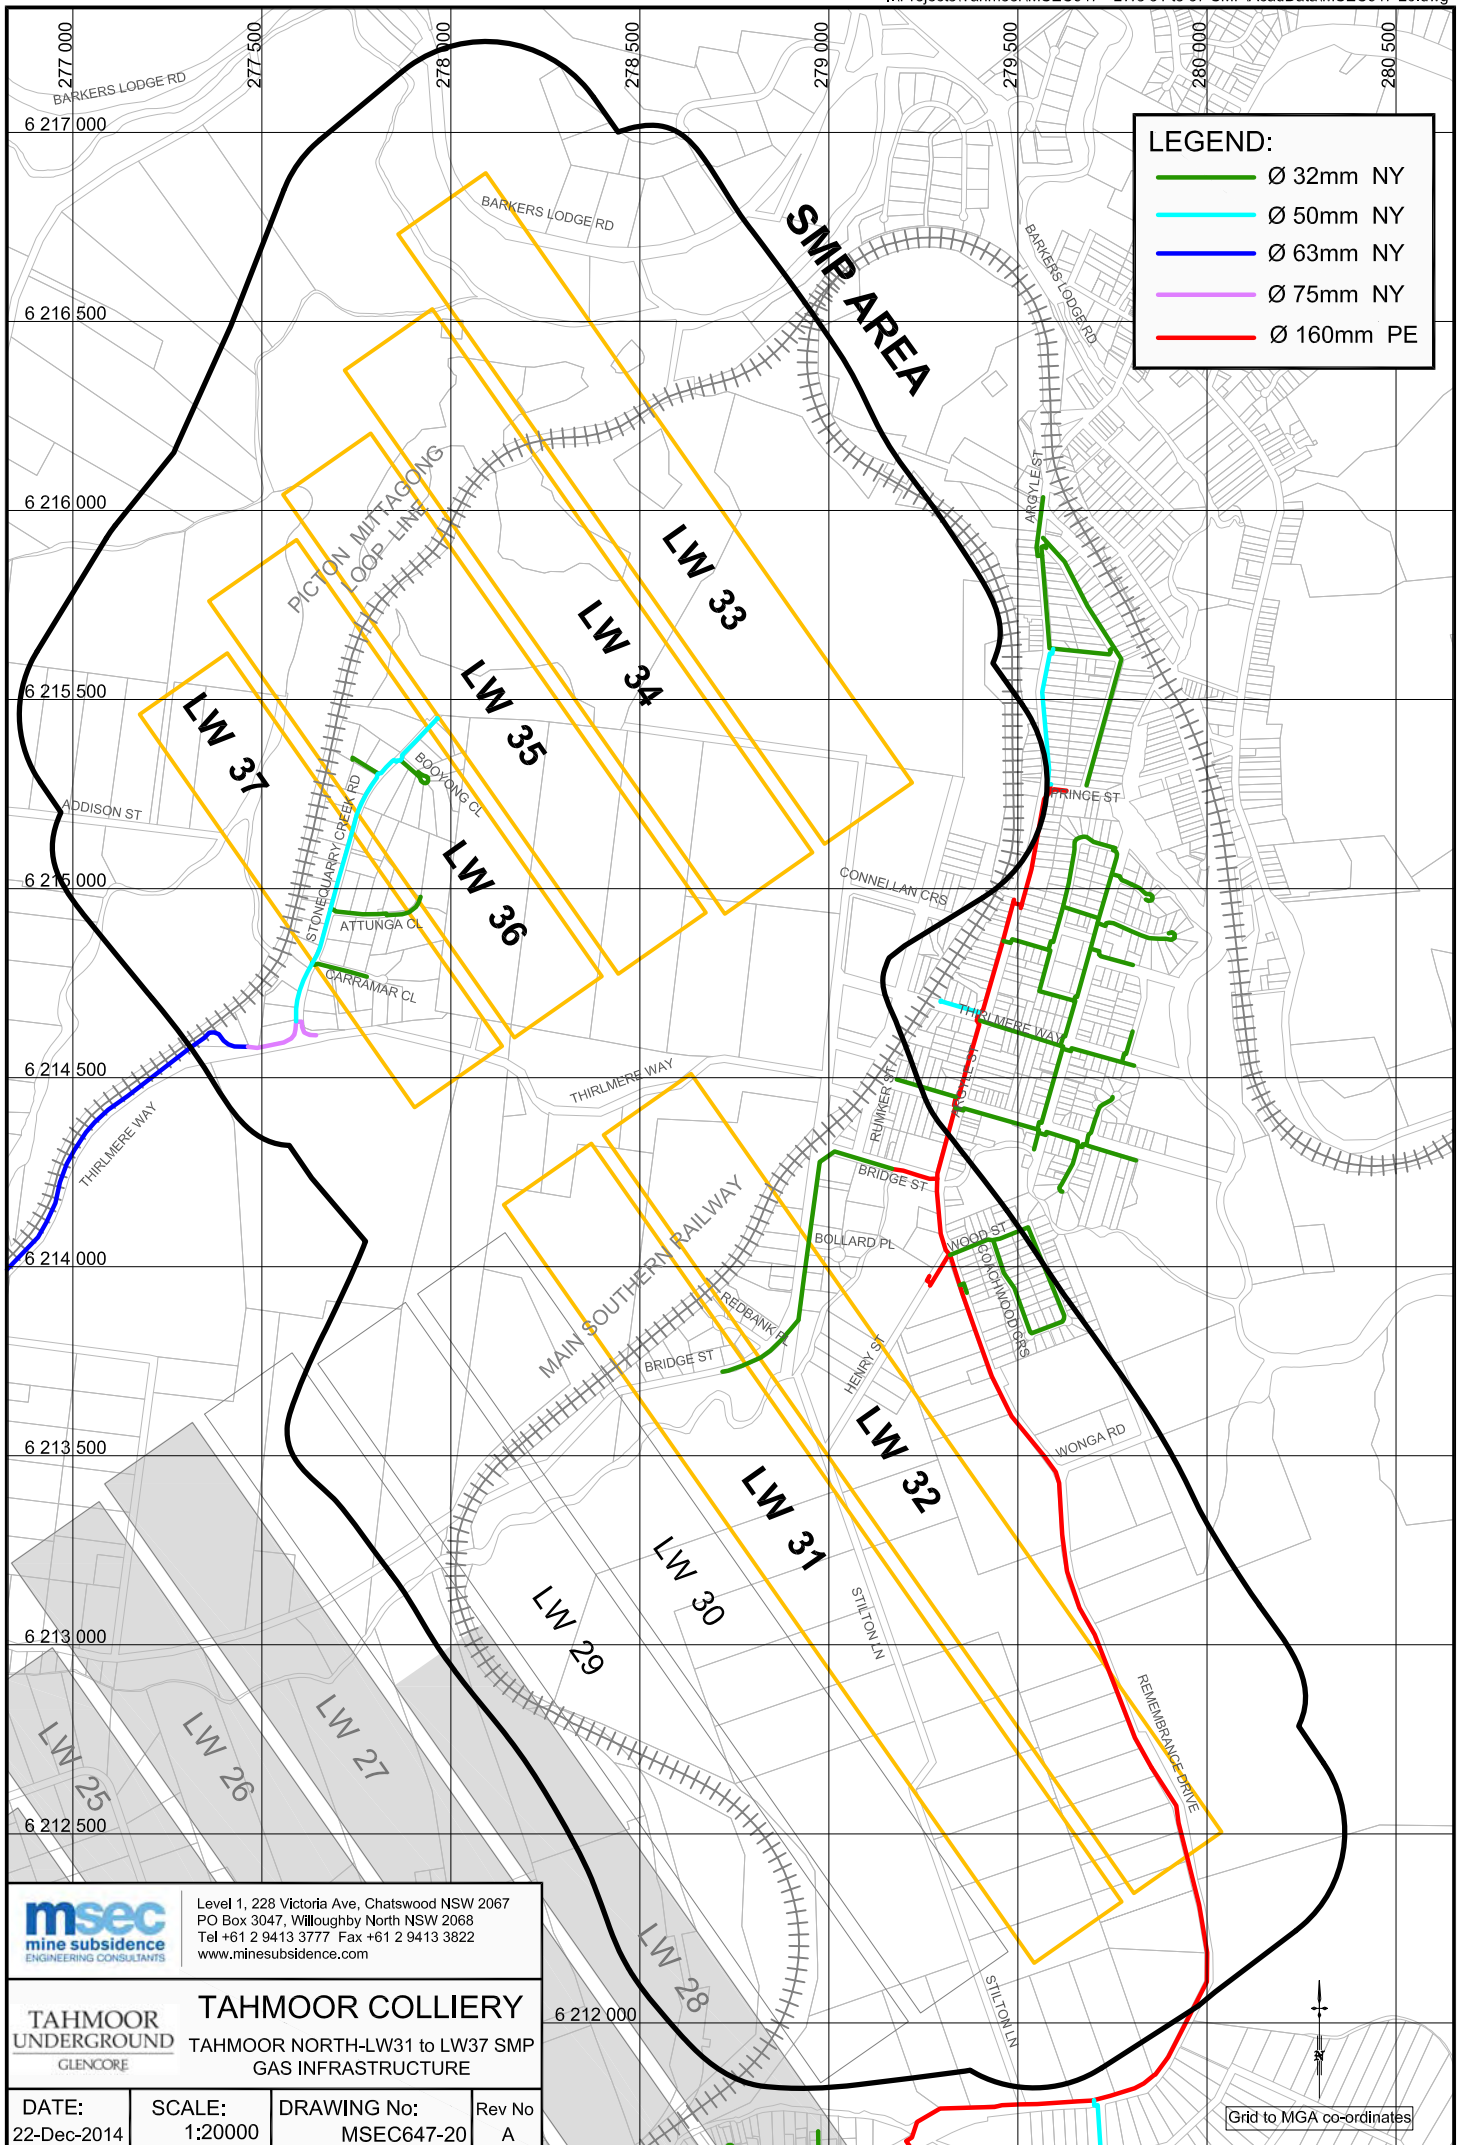 277 000
277 500
278 000
278 500
279 000
279 500
280 000
280 500
BARKERS LODGE RD
6 217 000
LEGEND:
Ø 32mm NY
Ø 50mm NY
Ø 63mm NY
Ø 75mm NY
Ø 160mm PE
BARKERS LODGE RD
SMP AREA
BARKERS LODGE RD
6 216 500
PICTON MITTAGONG
LOOP LINE
ARGYLE ST
6 216 000
LW 33
LW 34
LW 35
LW 37
6 215 500
BOOYONG CL
STONEQUARRY CREEK RD
ADDISON ST
PRINCE ST
LW 36
CONNELLAN CRS
6 215 000
ATTUNGA CL
CARRAMAR CL
THIRLMERE WAY
ARGYLE ST
RUMKER ST
6 214 500
THIRLMERE WAY
THIRLMERE WAY
BRIDGE ST
MAIN SOUTHERN RAILWAY
BOLLARD PL
WOOD ST
COACHWOOD CRS
6 214 000
REDBANK PL
BRIDGE ST
HENRY ST
LW 32
WONGA RD
6 213 500
LW 31
LW 30
LW 29
STILTON LN
6 213 000
REMBRANCE DRIVE
LW 27
LW 26
LW 25
6 212 500
LW 28
STILTON LN
6 212 000
msec
mine subsidence
ENGINEERING CONSULTANTS
Level 1, 228 Victoria Ave, Chatswood NSW 2067
PO Box 3047, Willoughby North NSW 2068
Tel +61 2 9413 3777 Fax +61 2 9413 3822
www.minesubsidence.com
TAHMOOR
UNDERGROUND
GLENCORE
TAHMOOR COLLIERY
TAHMOOR NORTH-LW31 to LW37 SMP
GAS INFRASTRUCTURE
DATE:
22-Dec-2014
SCALE:
1:20000
DRAWING No:
MSEC647-20
Rev No
A
N
Grid to MGA co-ordinates